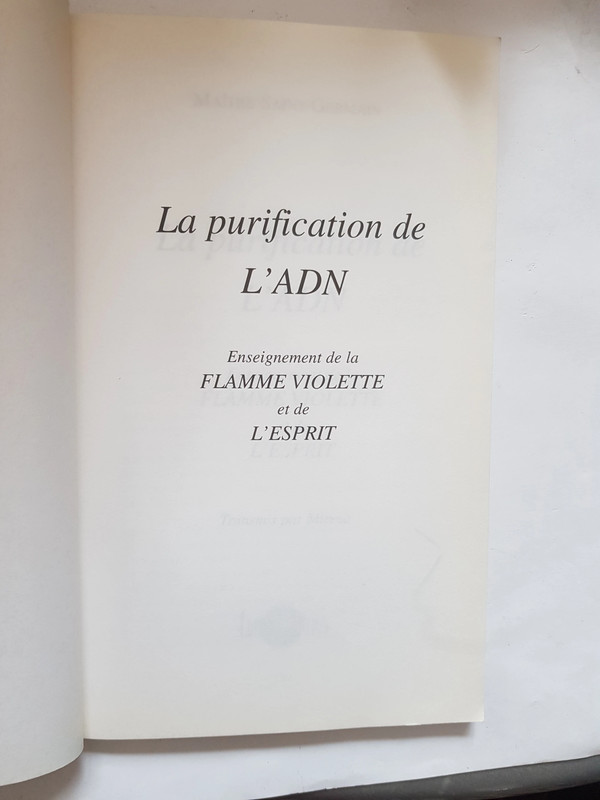 La purification de
L'ADN
Enseignement de la
FLAMME VIOLETTE
et de
L'ESPRIT